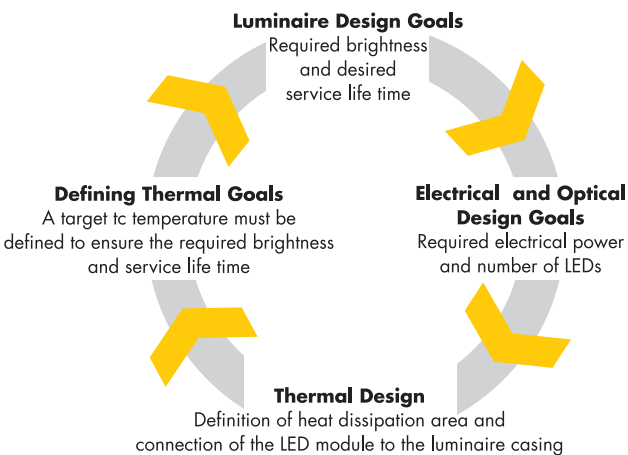 Luminaire Design Goals
Required brightness
and desired
service life time
Electrical and Optical
Design Goals
Required electrical power
and number of LEDs
Thermal Design
Definition of heat dissipation area and
connection of the LED module to the luminaire casing
Defining Thermal Goals
A target tc temperature must be
defined to ensure the required brightness
and service life time